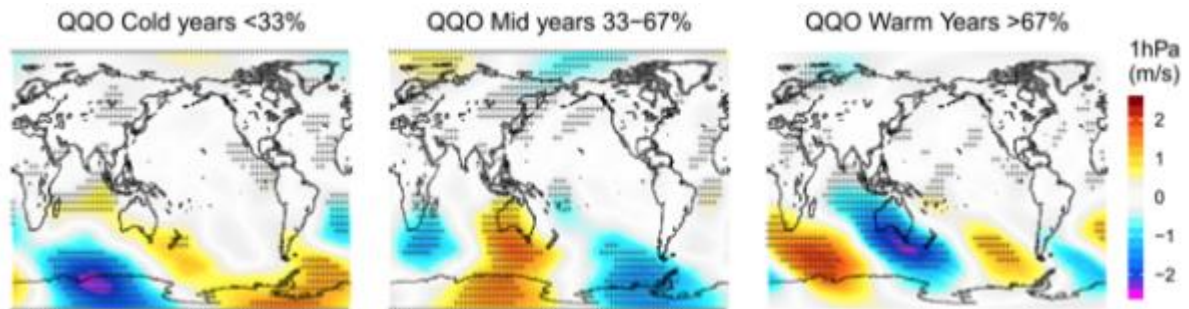 QQO Cold years <33%
QQO Mid years 33−67%
QQO Warm Years >67%
1hPa
(m/s)
2
1
0
−1
−2